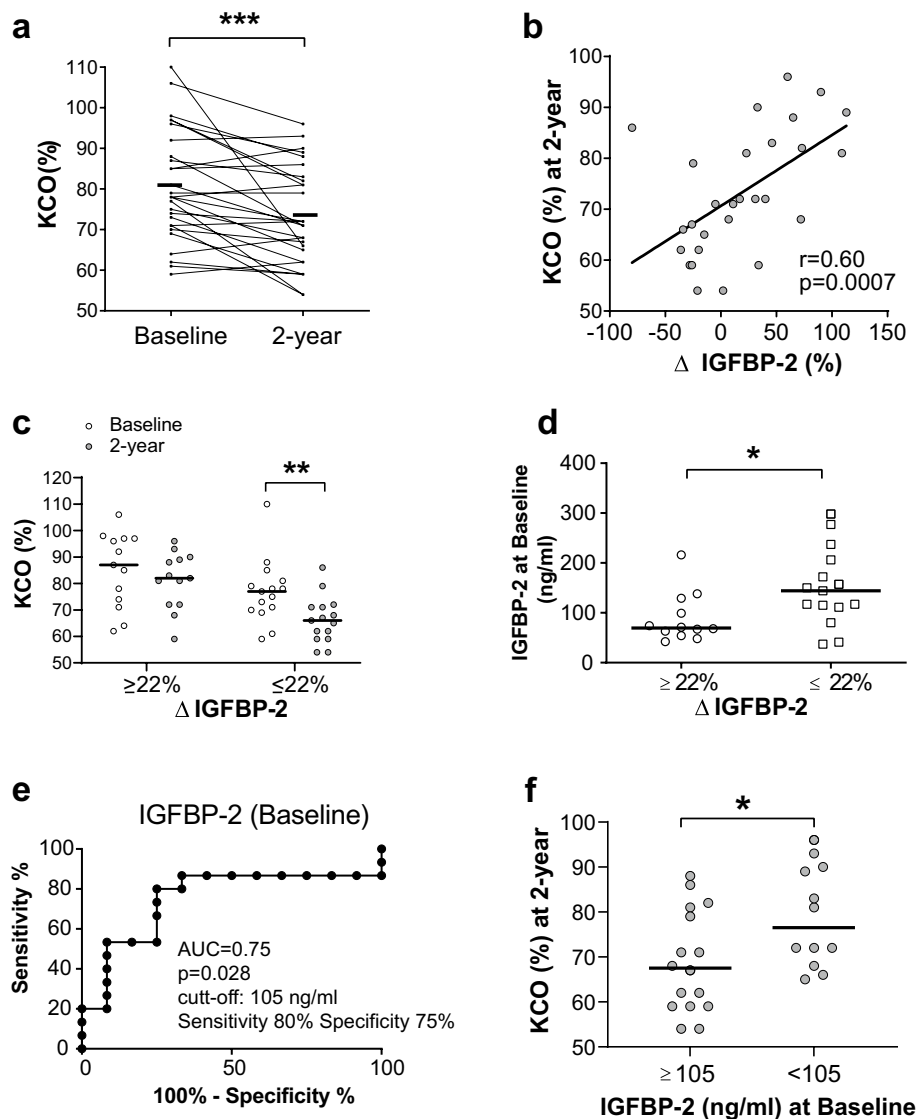 a
***
KCO(%)
110
100
90
80
70
60
50
Baseline
2-year
b
KCO (%) at 2-year
100
90
80
70
60
50
r=0.60
p=0.0007
-100
-50
0
50
100
150
Δ IGFBP-2 (%)
c
Baseline
2-year
**
KCO (%)
120
110
100
90
80
70
60
50
≥22%
≤22%
Δ IGFBP-2
d
*
IGFBP-2 at Baseline
(ng/ml)
400
300
200
100
0
≥ 22%
≤ 22%
Δ IGFBP-2
e
IGFBP-2 (Baseline)
Sensitivity %
100
80
60
40
20
0
AUC=0.75
p=0.028
cutt-off: 105 ng/ml
Sensitivity 80% Specificity 75%
0
50
100
100% - Specificity %
f
*
KCO (%) at 2-year
100
90
80
70
60
50
≥105
<105
IGFBP-2 (ng/ml) at Baseline